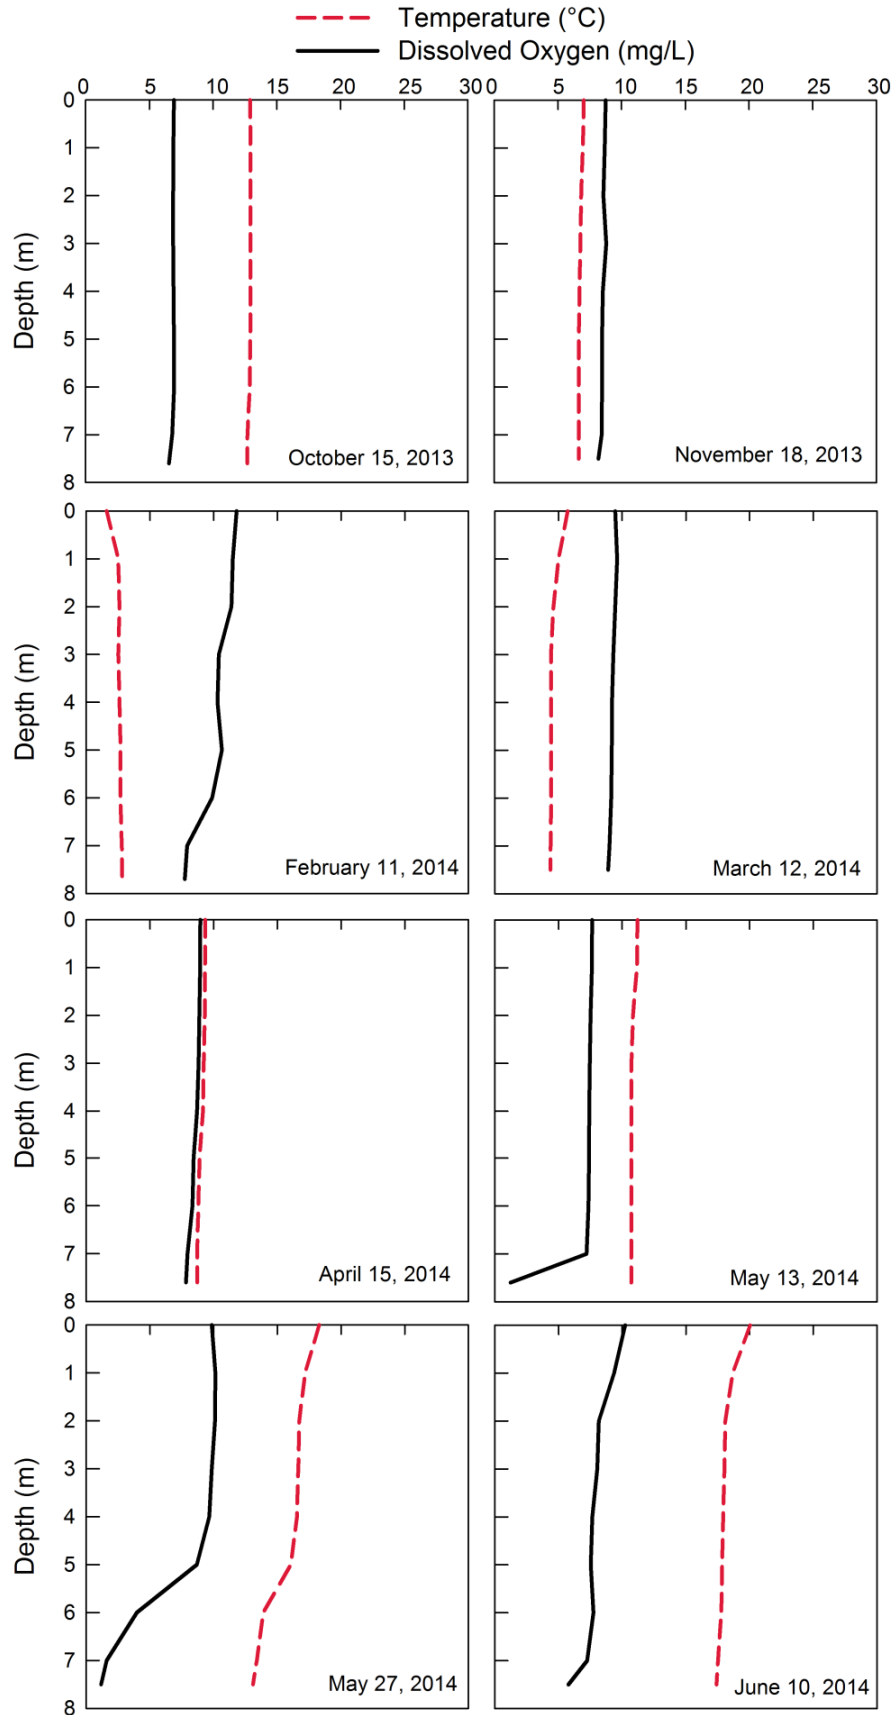 Temperature (°C)
Dissolved Oxygen (mg/L)
0 5 10 15 20 25 30
0 5 10 15 20 25 30
0
1
2
3
4
5
6
7
8
Depth (m)
October 15, 2013
November 18, 2013
0
1
2
3
4
5
6
7
8
Depth (m)
February 11, 2014
March 12, 2014
0
1
2
3
4
5
6
7
8
Depth (m)
April 15, 2014
May 13, 2014
0
1
2
3
4
5
6
7
8
Depth (m)
May 27, 2014
June 10, 2014